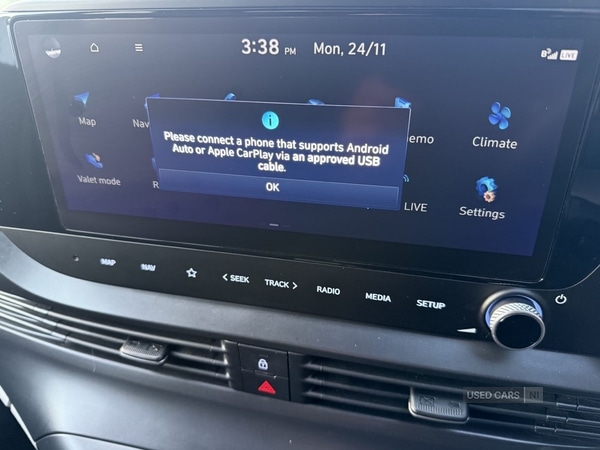 3:38 PM Mon, 24/11
LIVE
Map
Nav
emo
Climate
Please connect a phone that supports Android
Auto or Apple CarPlay via an approved USB
cable.
OK
Valet mode
R
LIVE
Settings
MAP
NAV
< SEEK
TRACK >
RADIO
MEDIA
SETUP
USED CARS NI